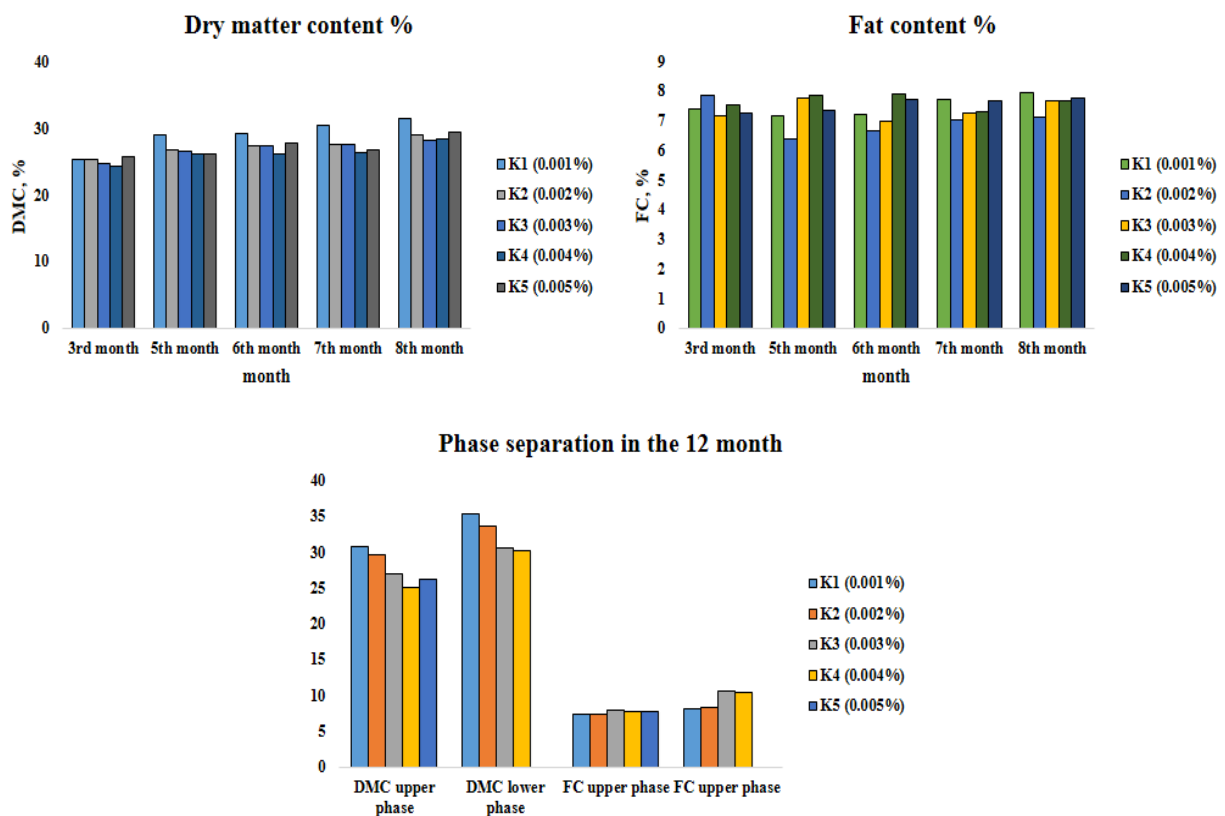 Dry matter content %
40
30
20
10
0
DMC, %
3rd month 5th month 6th month 7th month 8th month
month
K1 (0.001%)
K2 (0.002%)
K3 (0.003%)
K4 (0.004%)
K5 (0.005%)
Fat content %
9
8
7
6
5
4
3
2
1
0
FC, %
3rd month 5th month 6th month 7th month 8th month
month
K1 (0.001%)
K2 (0.002%)
K3 (0.003%)
K4 (0.004%)
K5 (0.005%)
Phase separation in the 12 month
40
35
30
25
20
15
10
5
0
DMC upper DMC lower FC upper phase FC upper phase
phase phase
K1 (0.001%)
K2 (0.002%)
K3 (0.003%)
K4 (0.004%)
K5 (0.005%)